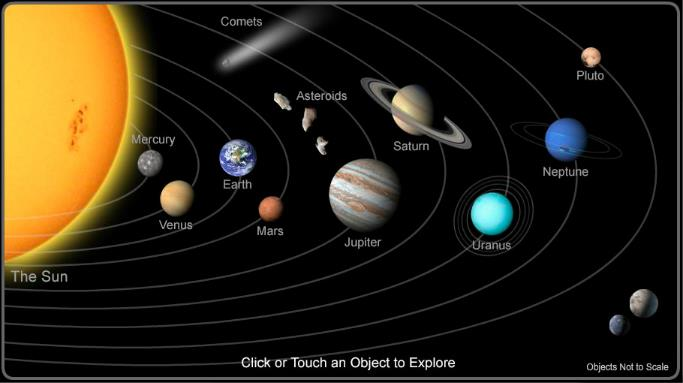 Comets
Pluto
Asteroids
Mercury
Saturn
Neptune
Earth
Venus
Mars
Jupiter
Uranus
The Sun
Click or Touch an Object to Explore
Objects Not to Scale